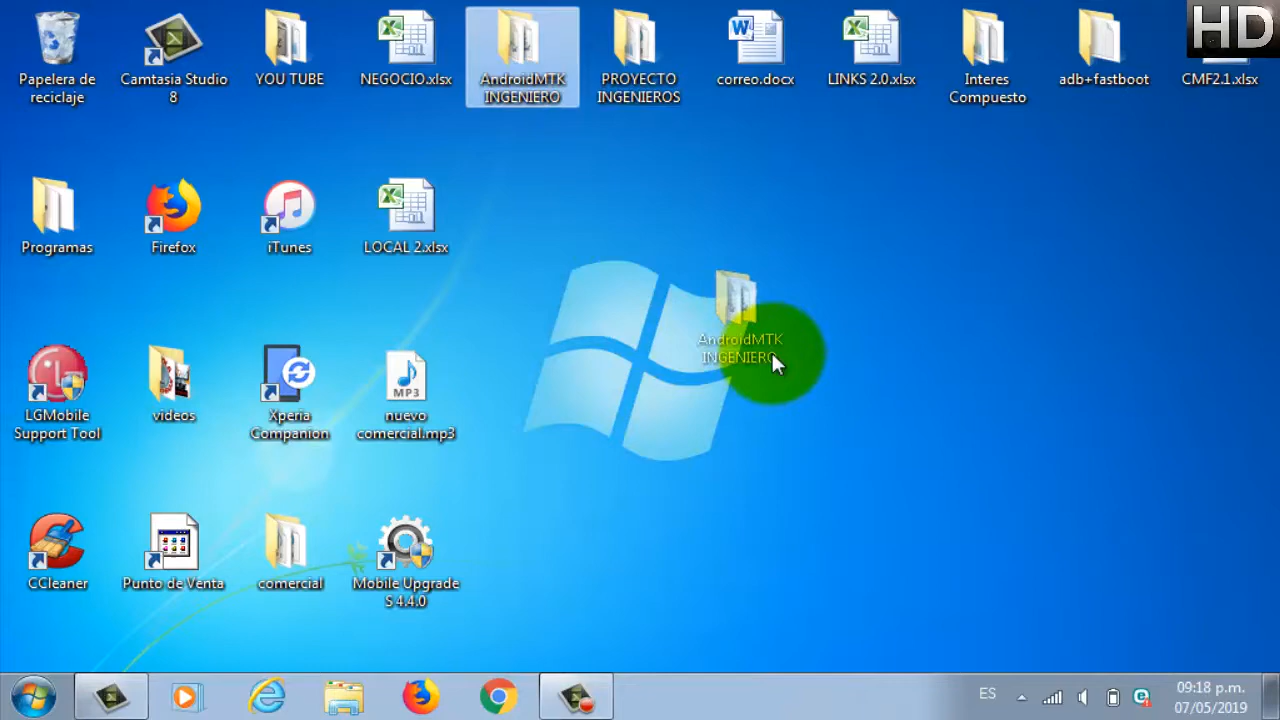 HD
Papelera de
reciclaje
Camtasia Studio
8
YOU TUBE
NEGOCIO.xlsx
AndroidMTK
INGENIERO
PROYECTO
INGENIEROS
correo.docx
LINKS 2.0.xlsx
Interes
Compuesto
adb+fastboot
CMF2.1.xlsx
Programas
Firefox
iTunes
LOCAL 2.xlsx
AndroidMTK
INGENIERO
LGMobile
Support Tool
videos
Xperia
Companion
MP3
nuevo
comercial.mp3
CCleaner
Punto de Venta
comercial
Mobile Upgrade
S 4.4.0
ES
09:18 p.m.
07/05/2019